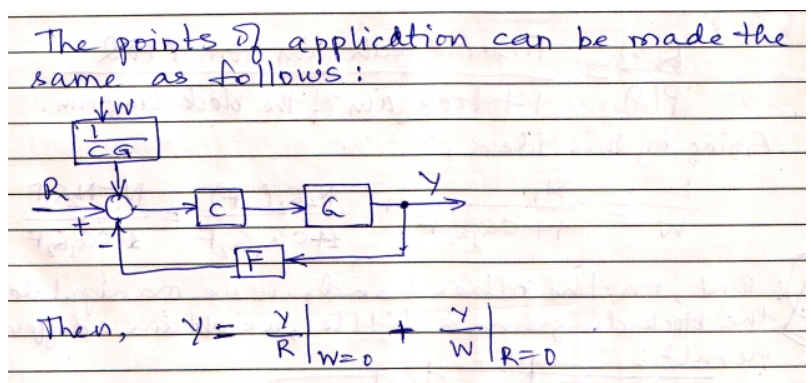 The points of application can be made the
same as follows:
W
1
CG
R
Y
+
C
G
-
F
Then, Y = Y/R |W=0 + Y/W |R=0